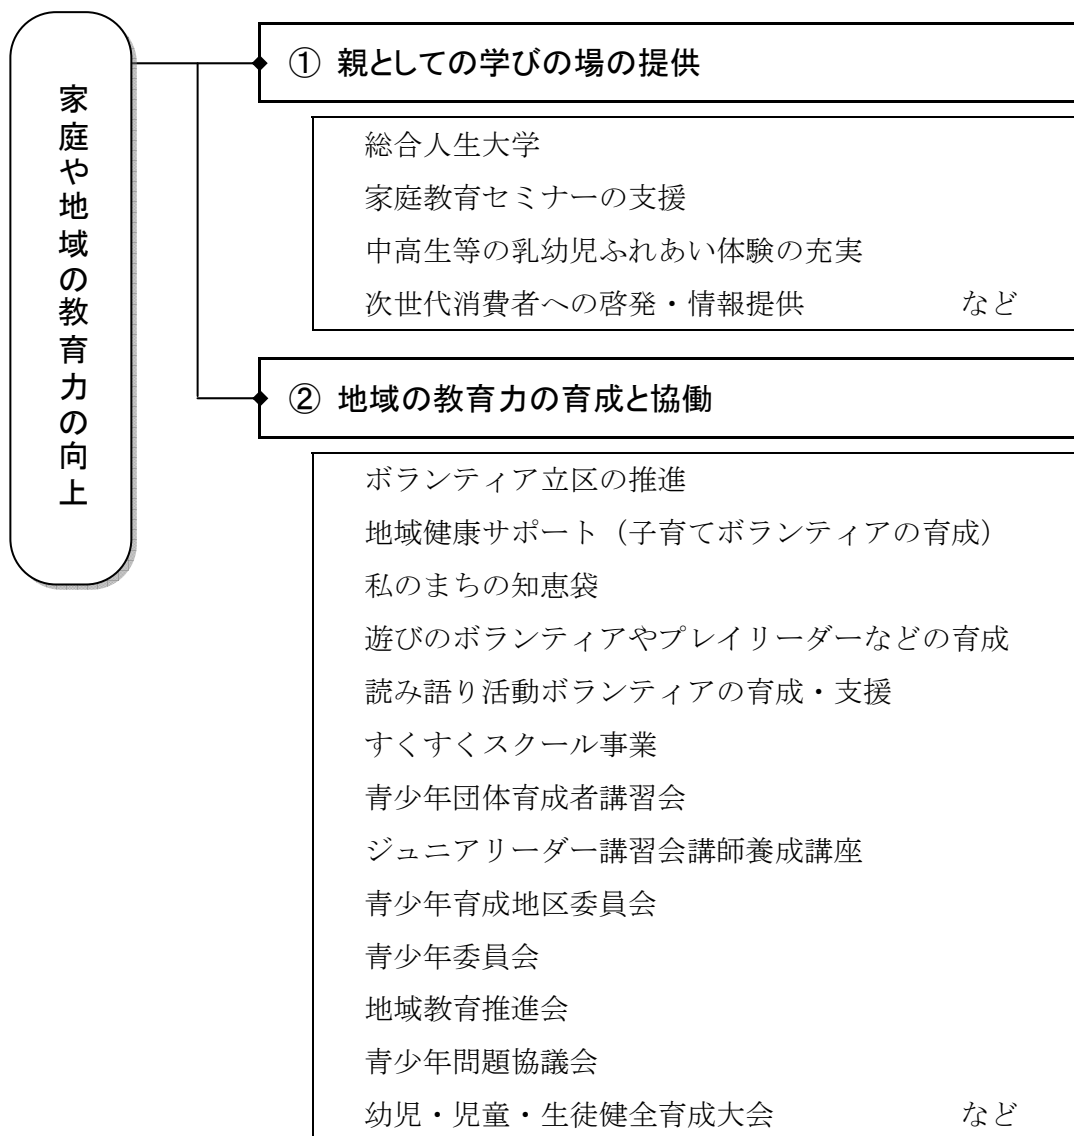 家庭や地域の教育力の向上
① 親としての学びの場の提供
総合人生大学
家庭教育セミナーの支援
中高生等の乳幼児ふれあい体験の充実
次世代消費者への啓発・情報提供 など
② 地域の教育力の育成と協働
ボランティア立区の推進
地域健康サポート（子育てボランティアの育成）
私のまちの知恵袋
遊びのボランティアやプレイリーダーなどの育成
読み語り活動ボランティアの育成・支援
すくすくスクール事業
青少年団体育成者講習会
ジュニアリーダー講習会講師養成講座
青少年育成地区委員会
青少年委員会
地域教育推進会
青少年問題協議会
幼児・児童・生徒健全育成大会 など